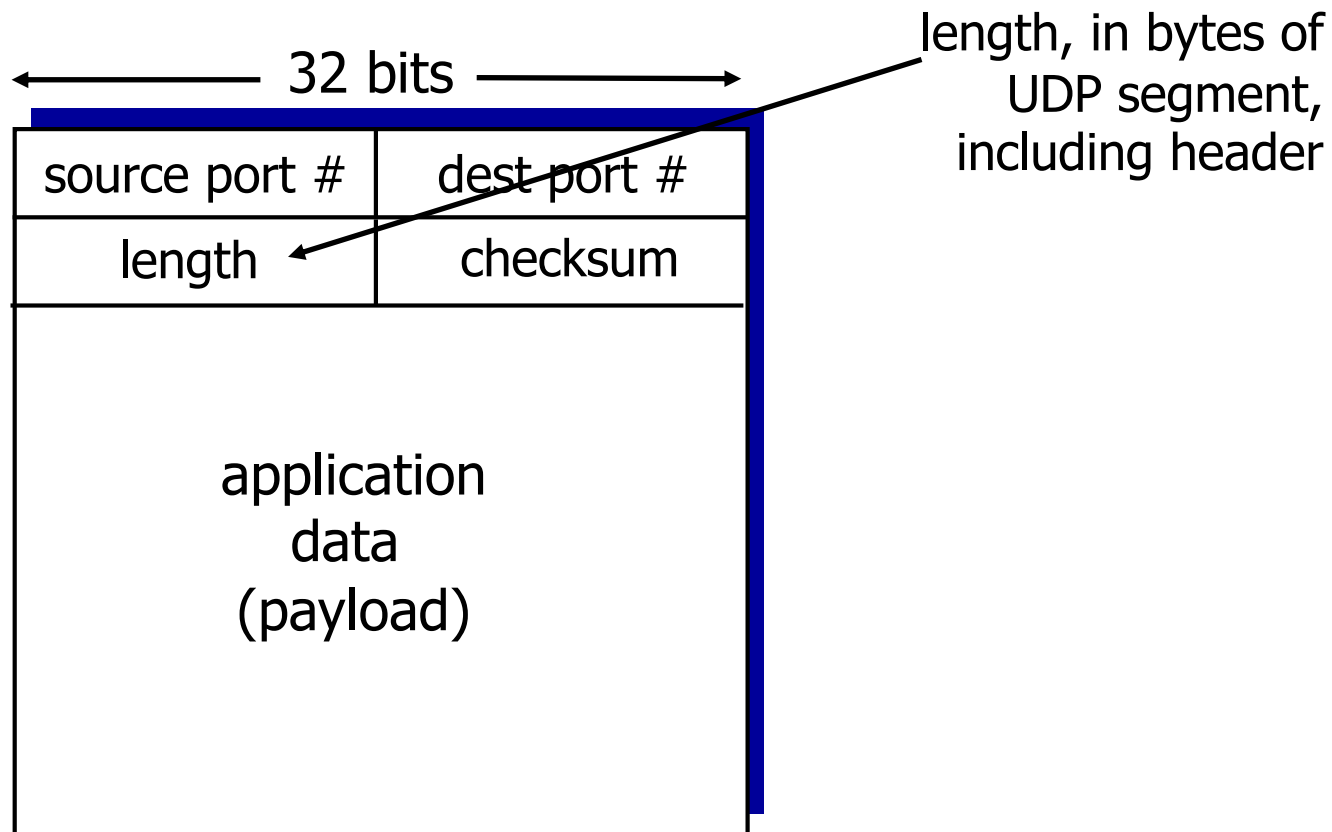 32 bits
length, in bytes of
UDP segment,
including header
source port #
dest port #
length
checksum
application
data
(payload)